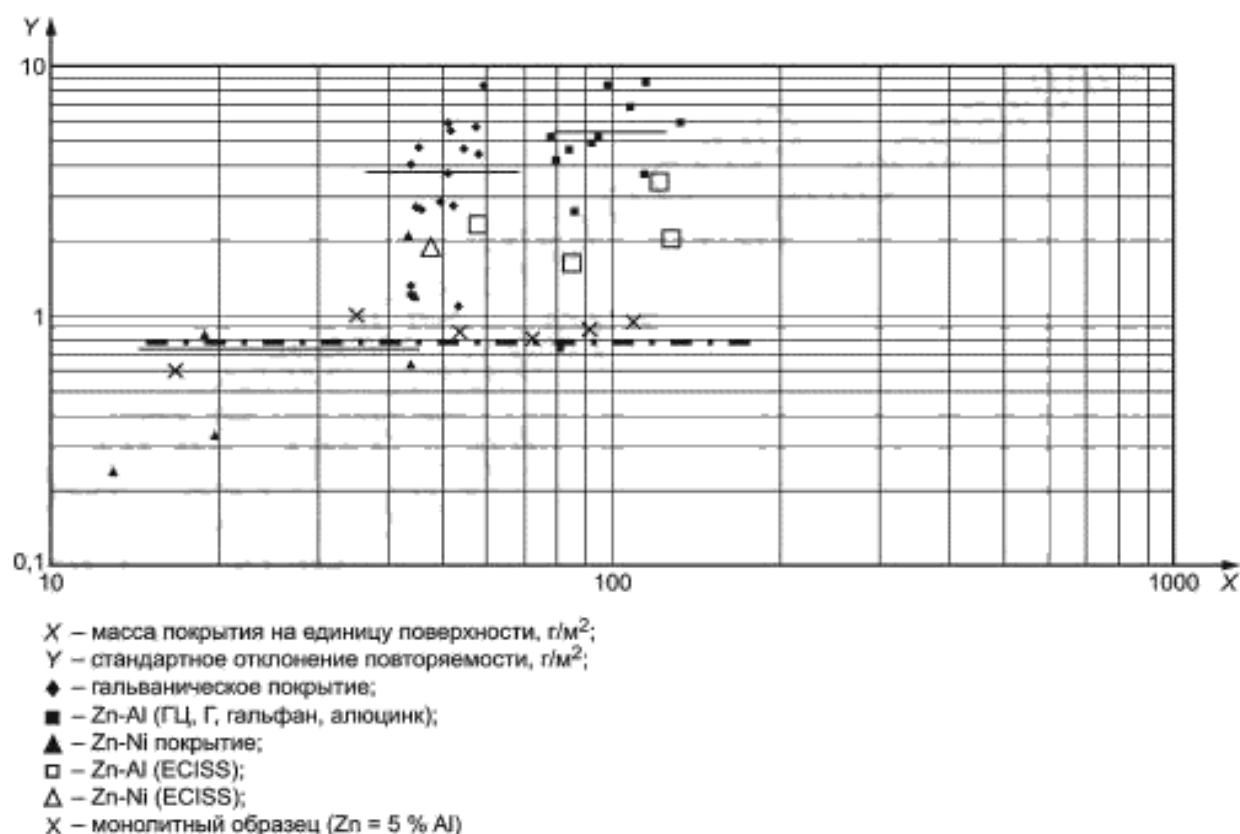 Y
10
1
0,1
10
100
1000
X
X – масса покрытия на единицу поверхности, г/м²;
Y – стандартное отклонение повторяемости, г/м²;
◆ – гальваническое покрытие;
■ – Zn-Al (ГЦ, Г, гальфан, алюцинк);
▲ – Zn-Ni покрытие;
□ – Zn-Al (ECISS);
△ – Zn-Ni (ECISS);
X – монолитный образец (Zn = 5 % Al)